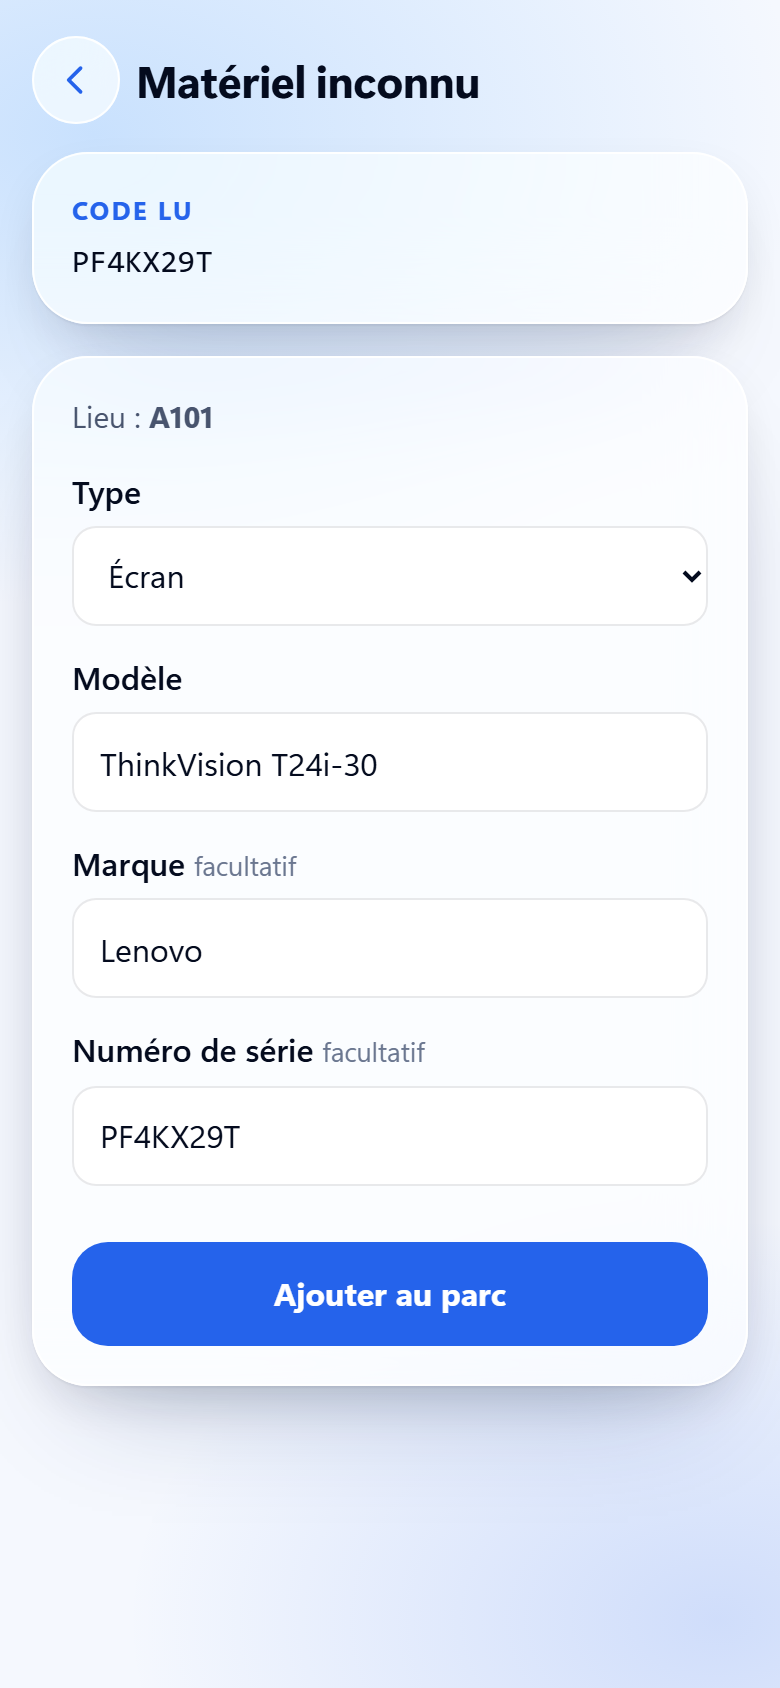 Matériel inconnu
CODE LU
PF4KX29T
Lieu : A101
Type
Écran
Modèle
ThinkVision T24i-30
Marque facultatif
Lenovo
Numéro de série facultatif
PF4KX29T
Ajouter au parc